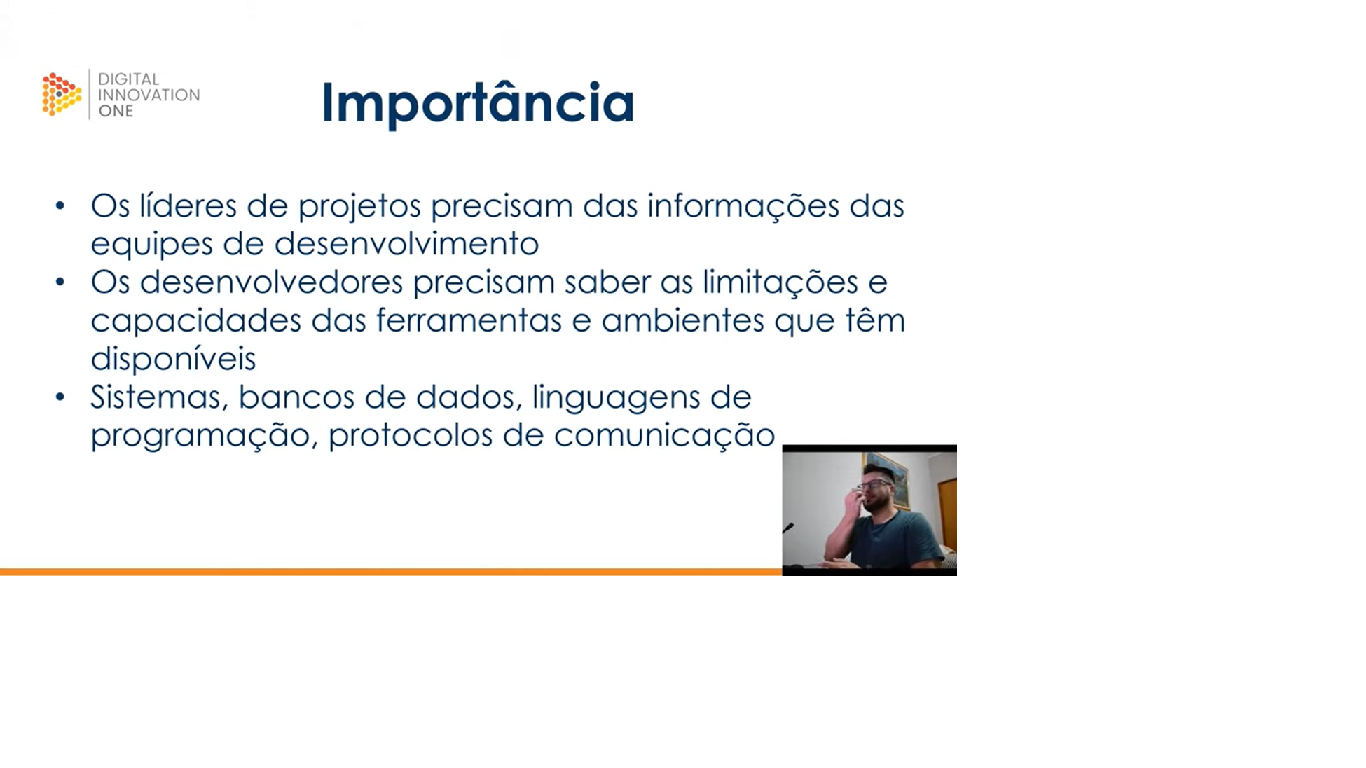 DIGITAL
INNOVATION
ONE
Importância
• Os líderes de projetos precisam das informações das
equipes de desenvolvimento
• Os desenvolvedores precisam saber as limitações e
capacidades das ferramentas e ambientes que têm
disponíveis
• Sistemas, bancos de dados, linguagens de
programação, protocolos de comunicação